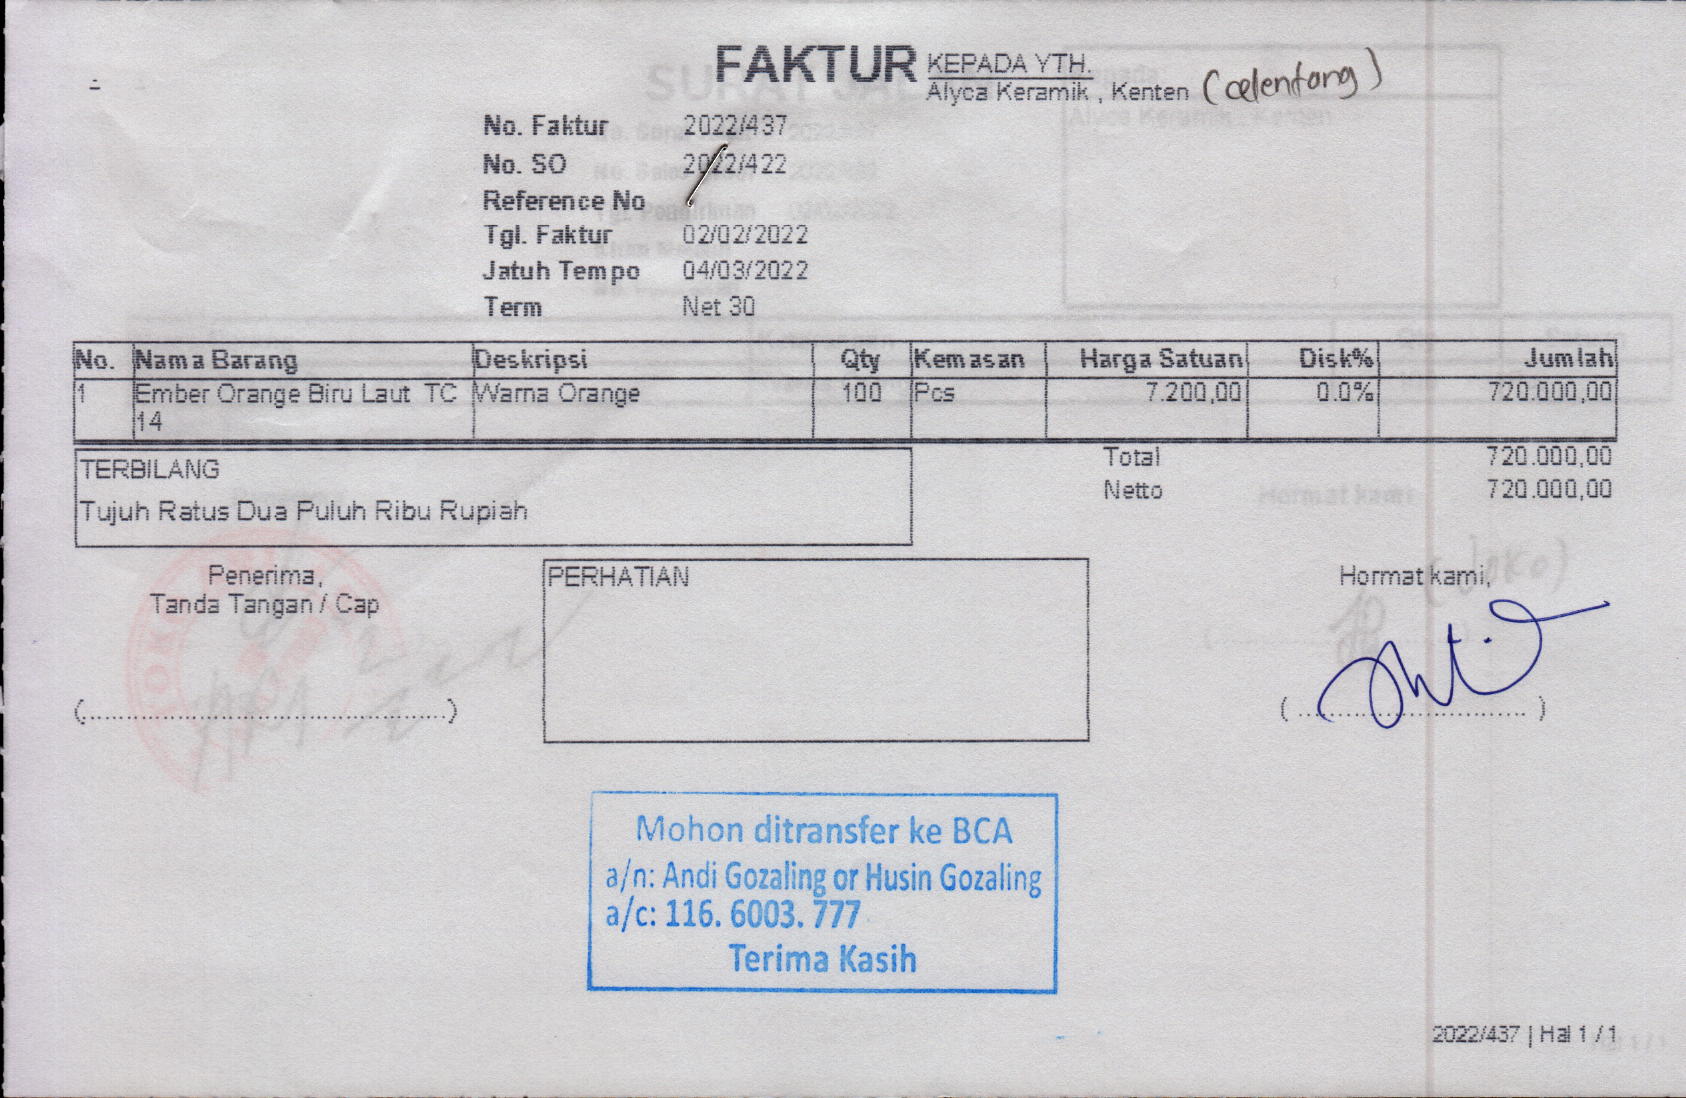 FAKTUR
KEPADA YTH.
Alyca Keramik , Kenten (celentang)
No. Faktur 2022/437
No. SO 2022/422
Reference No
Tgl. Faktur 02/02/2022
Jatuh Tempo 04/03/2022
Term Net 30
No. Nama Barang Deskripsi Qty Kemasan Harga Satuan Disk% Jumlah
1 Ember Orange Biru Laut TC Warna Orange 100 Pcs 7.200,00 0.0% 720.000,00
14
Total 720.000,00
Netto 720.000,00
TERBILANG
Tujuh Ratus Dua Puluh Ribu Rupiah
Penerima,
Tanda Tangan / Cap
(....................................................)
PERHATIAN
Hormat kami,
( ................................ )
Mohon ditransfer ke BCA
a/n: Andi Gozaling or Husin Gozaling
a/c: 116. 6003. 777
Terima Kasih
2022/437 | Hal 1 / 1